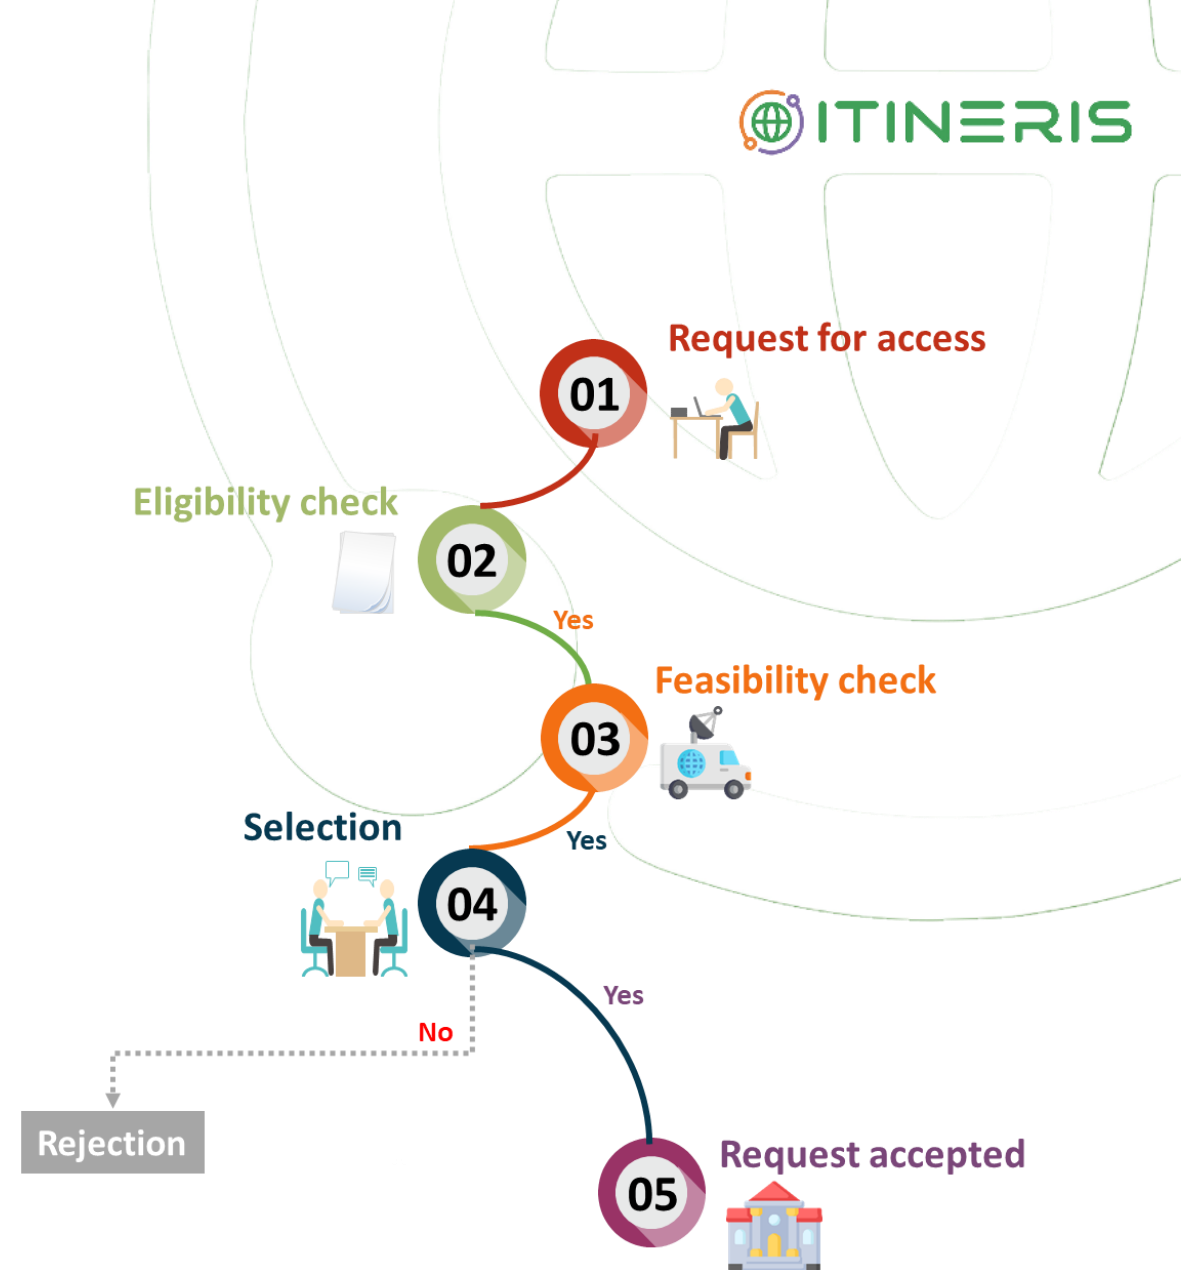 ITINERIS
Request for access
01
Eligibility check
02
Yes
Feasibility check
03
Selection
Yes
04
Yes
No
Rejection
Request accepted
05